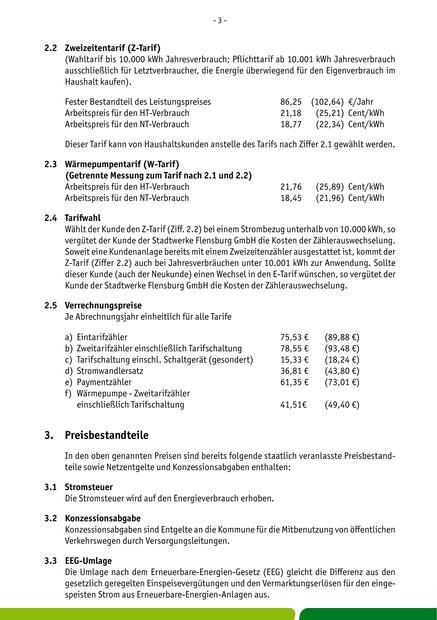 - 3 -
2.2 Zweizeitentarif (Z-Tarif)
(Wahltarif bis 10.000 kWh Jahresverbrauch; Pflichttarif ab 10.001 kWh Jahresverbrauch
ausschließlich für Letztverbraucher, die Energie überwiegend für den Eigenverbrauch im
Haushalt kaufen).
Fester Bestandteil des Leistungspreises 86,25 (102,64) €/Jahr
Arbeitspreis für den HT-Verbrauch 21,18 (25,21) Cent/kWh
Arbeitspreis für den NT-Verbrauch 18,77 (22,34) Cent/kWh
Dieser Tarif kann von Haushaltskunden anstelle des Tarifs nach Ziffer 2.1 gewählt werden.
2.3 Wärmepumpentarif (W-Tarif)
(Getrennte Messung zum Tarif nach 2.1 und 2.2)
Arbeitspreis für den HT-Verbrauch 21,76 (25,89) Cent/kWh
Arbeitspreis für den NT-Verbrauch 18,45 (21,96) Cent/kWh
2.4 Tarifwahl
Wählt der Kunde den Z-Tarif (Ziff. 2.2) bei einem Strombezug unterhalb von 10.000 kWh, so
vergütet der Kunde der Stadtwerke Flensburg GmbH die Kosten der Zählerauswechselung.
Soweit eine Kundenanlage bereits mit einem Zweizeitenzähler ausgestattet ist, kommt der
Z-Tarif (Ziffer 2.2) auch bei Jahresverbräuchen unter 10.001 kWh zur Anwendung. Sollte
dieser Kunde (auch der Neukunde) einen Wechsel in den E-Tarif wünschen, so vergütet der
Kunde der Stadtwerke Flensburg GmbH die Kosten der Zählerauswechselung.
2.5 Verrechnungspreise
Je Abrechnungsjahr einheitlich für alle Tarife
a) Eintarifzähler 75,53 € (89,88 €)
b) Zweitarifzähler einschließlich Tarifschaltung 78,55 € (93,48 €)
c) Tarifschaltung einschl. Schaltgerät (gesondert) 15,33 € (18,24 €)
d) Stromwandlersatz 36,81 € (43,80 €)
e) Paymentzähler 61,35 € (73,01 €)
f) Wärmepumpe - Zweitarifzähler
einschließlich Tarifschaltung 41,51€ (49,40 €)
3. Preisbestandteile
In den oben genannten Preisen sind bereits folgende staatlich veranlasste Preisbestand-
teile sowie Netzentgelte und Konzessionsabgaben enthalten:
3.1 Stromsteuer
Die Stromsteuer wird auf den Energieverbrauch erhoben.
3.2 Konzessionsabgabe
Konzessionsabgaben sind Entgelte an die Kommune für die Mitbenutzung von öffentlichen
Verkehrswegen durch Versorgungsleitungen.
3.3 EEG-Umlage
Die Umlage nach dem Erneuerbare-Energien-Gesetz (EEG) gleicht die Differenz aus den
gesetzlich geregelten Einspeisevergütungen und den Vermarktungserlösen für den einge-
speisten Strom aus Erneuerbare-Energien-Anlagen aus.